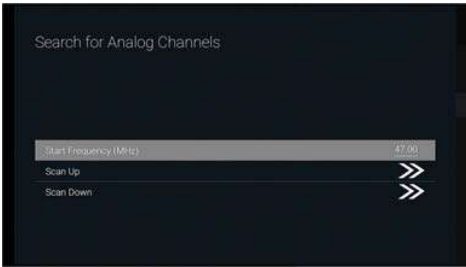 Search for Analog Channels
Start Frequency (MHz) 47.00
Scan Up
Scan Down